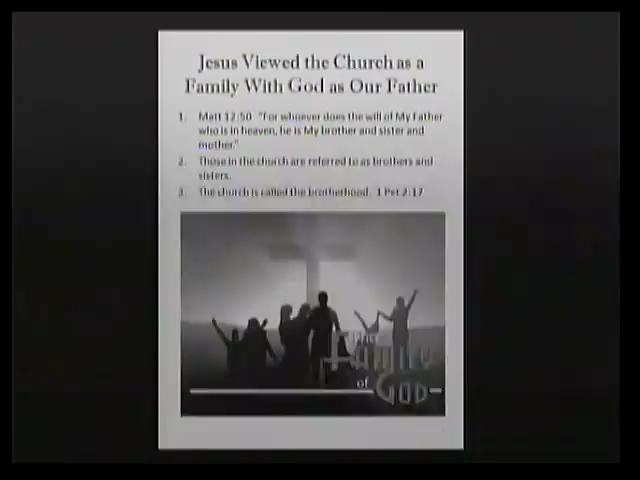 Jesus Viewed the Church as a
Family With God as Our Father
1. Matt 12:50 "For whoever does the will of My Father
who is in heaven, he is My brother and sister and
mother."
2. Those in the church are referred to as brothers and
sisters.
3. The church is called the brotherhood. 1 Pet 2:17
The
Family
of God